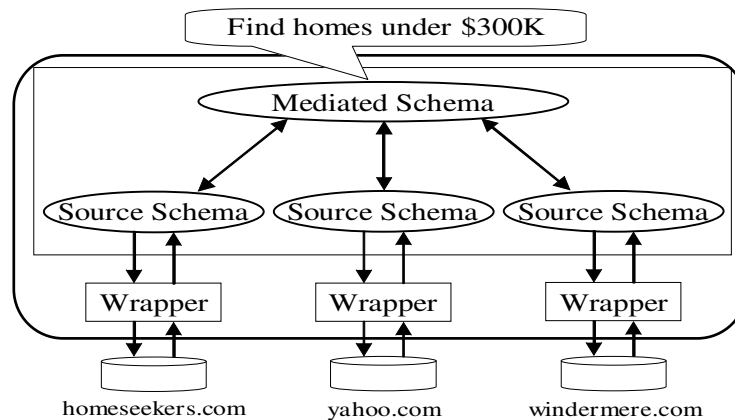 Find homes under $300K
Mediated Schema
Source Schema
Source Schema
Source Schema
Wrapper
Wrapper
Wrapper
homeseekers.com
yahoo.com
windermere.com